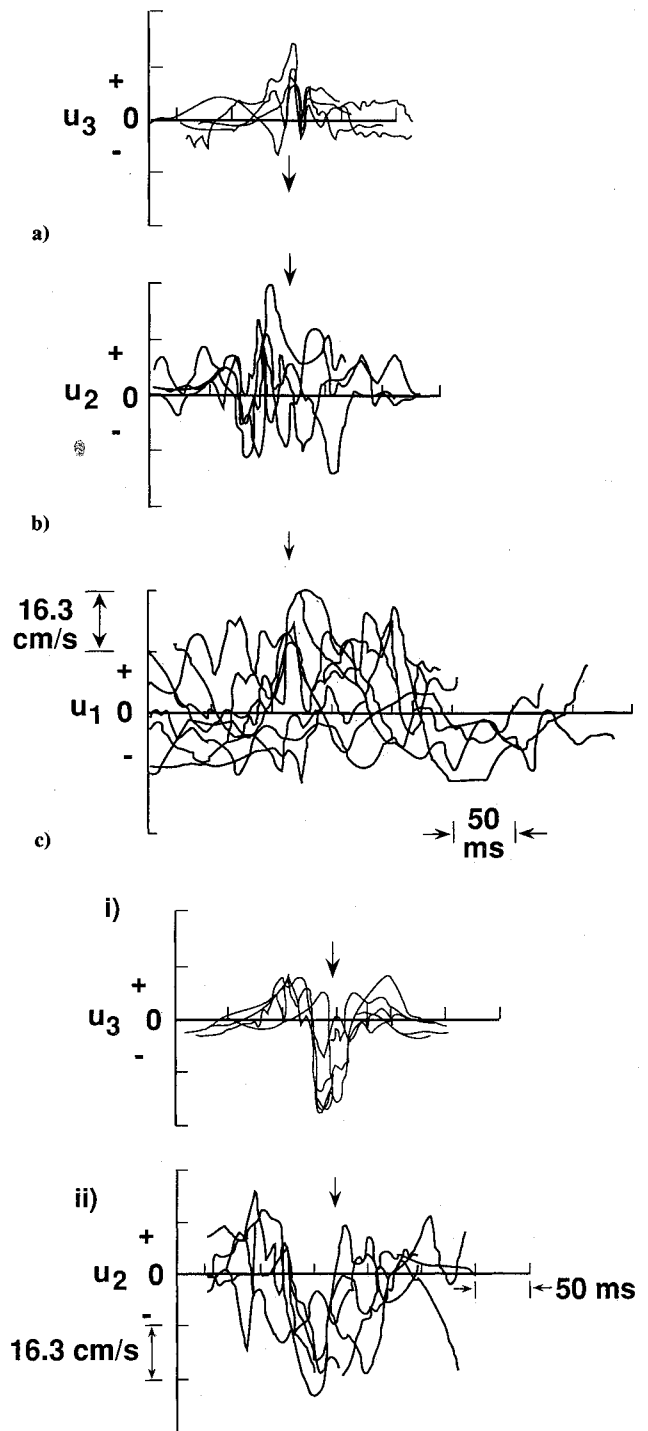 +
u3 0
-
a)
+
u2 0
-
b)
16.3
cm/s
+
u1 0
-
50
ms
c)
i)
+
u3 0
-
ii)
+
u2 0
-
50 ms
16.3 cm/s